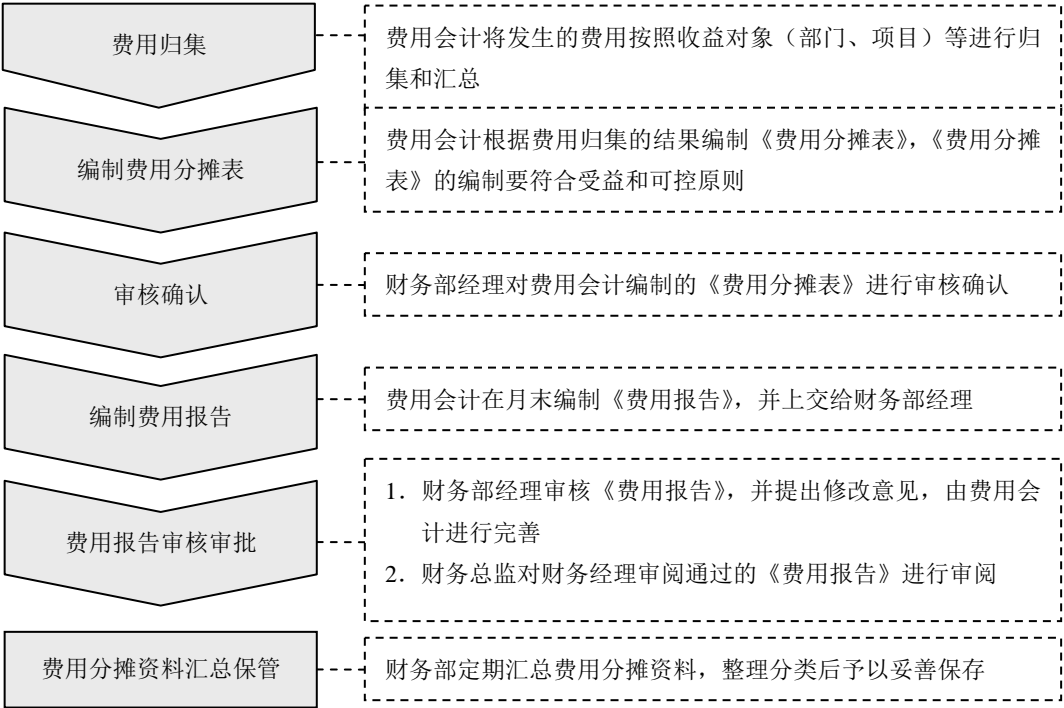 费用归集
费用会计将发生的费用按照收益对象（部门、项目）等进行归
集和汇总
编制费用分摊表
费用会计根据费用归集的结果编制《费用分摊表》，《费用分摊
表》的编制要符合受益和可控原则
审核确认
财务部经理对费用会计编制的《费用分摊表》进行审核确认
编制费用报告
费用会计在月末编制《费用报告》，并上交给财务部经理
费用报告审核审批
1．财务部经理审核《费用报告》，并提出修改意见，由费用会
计进行完善
2．财务总监对财务经理审阅通过的《费用报告》进行审阅
费用分摊资料汇总保管
财务部定期汇总费用分摊资料，整理分类后予以妥善保存